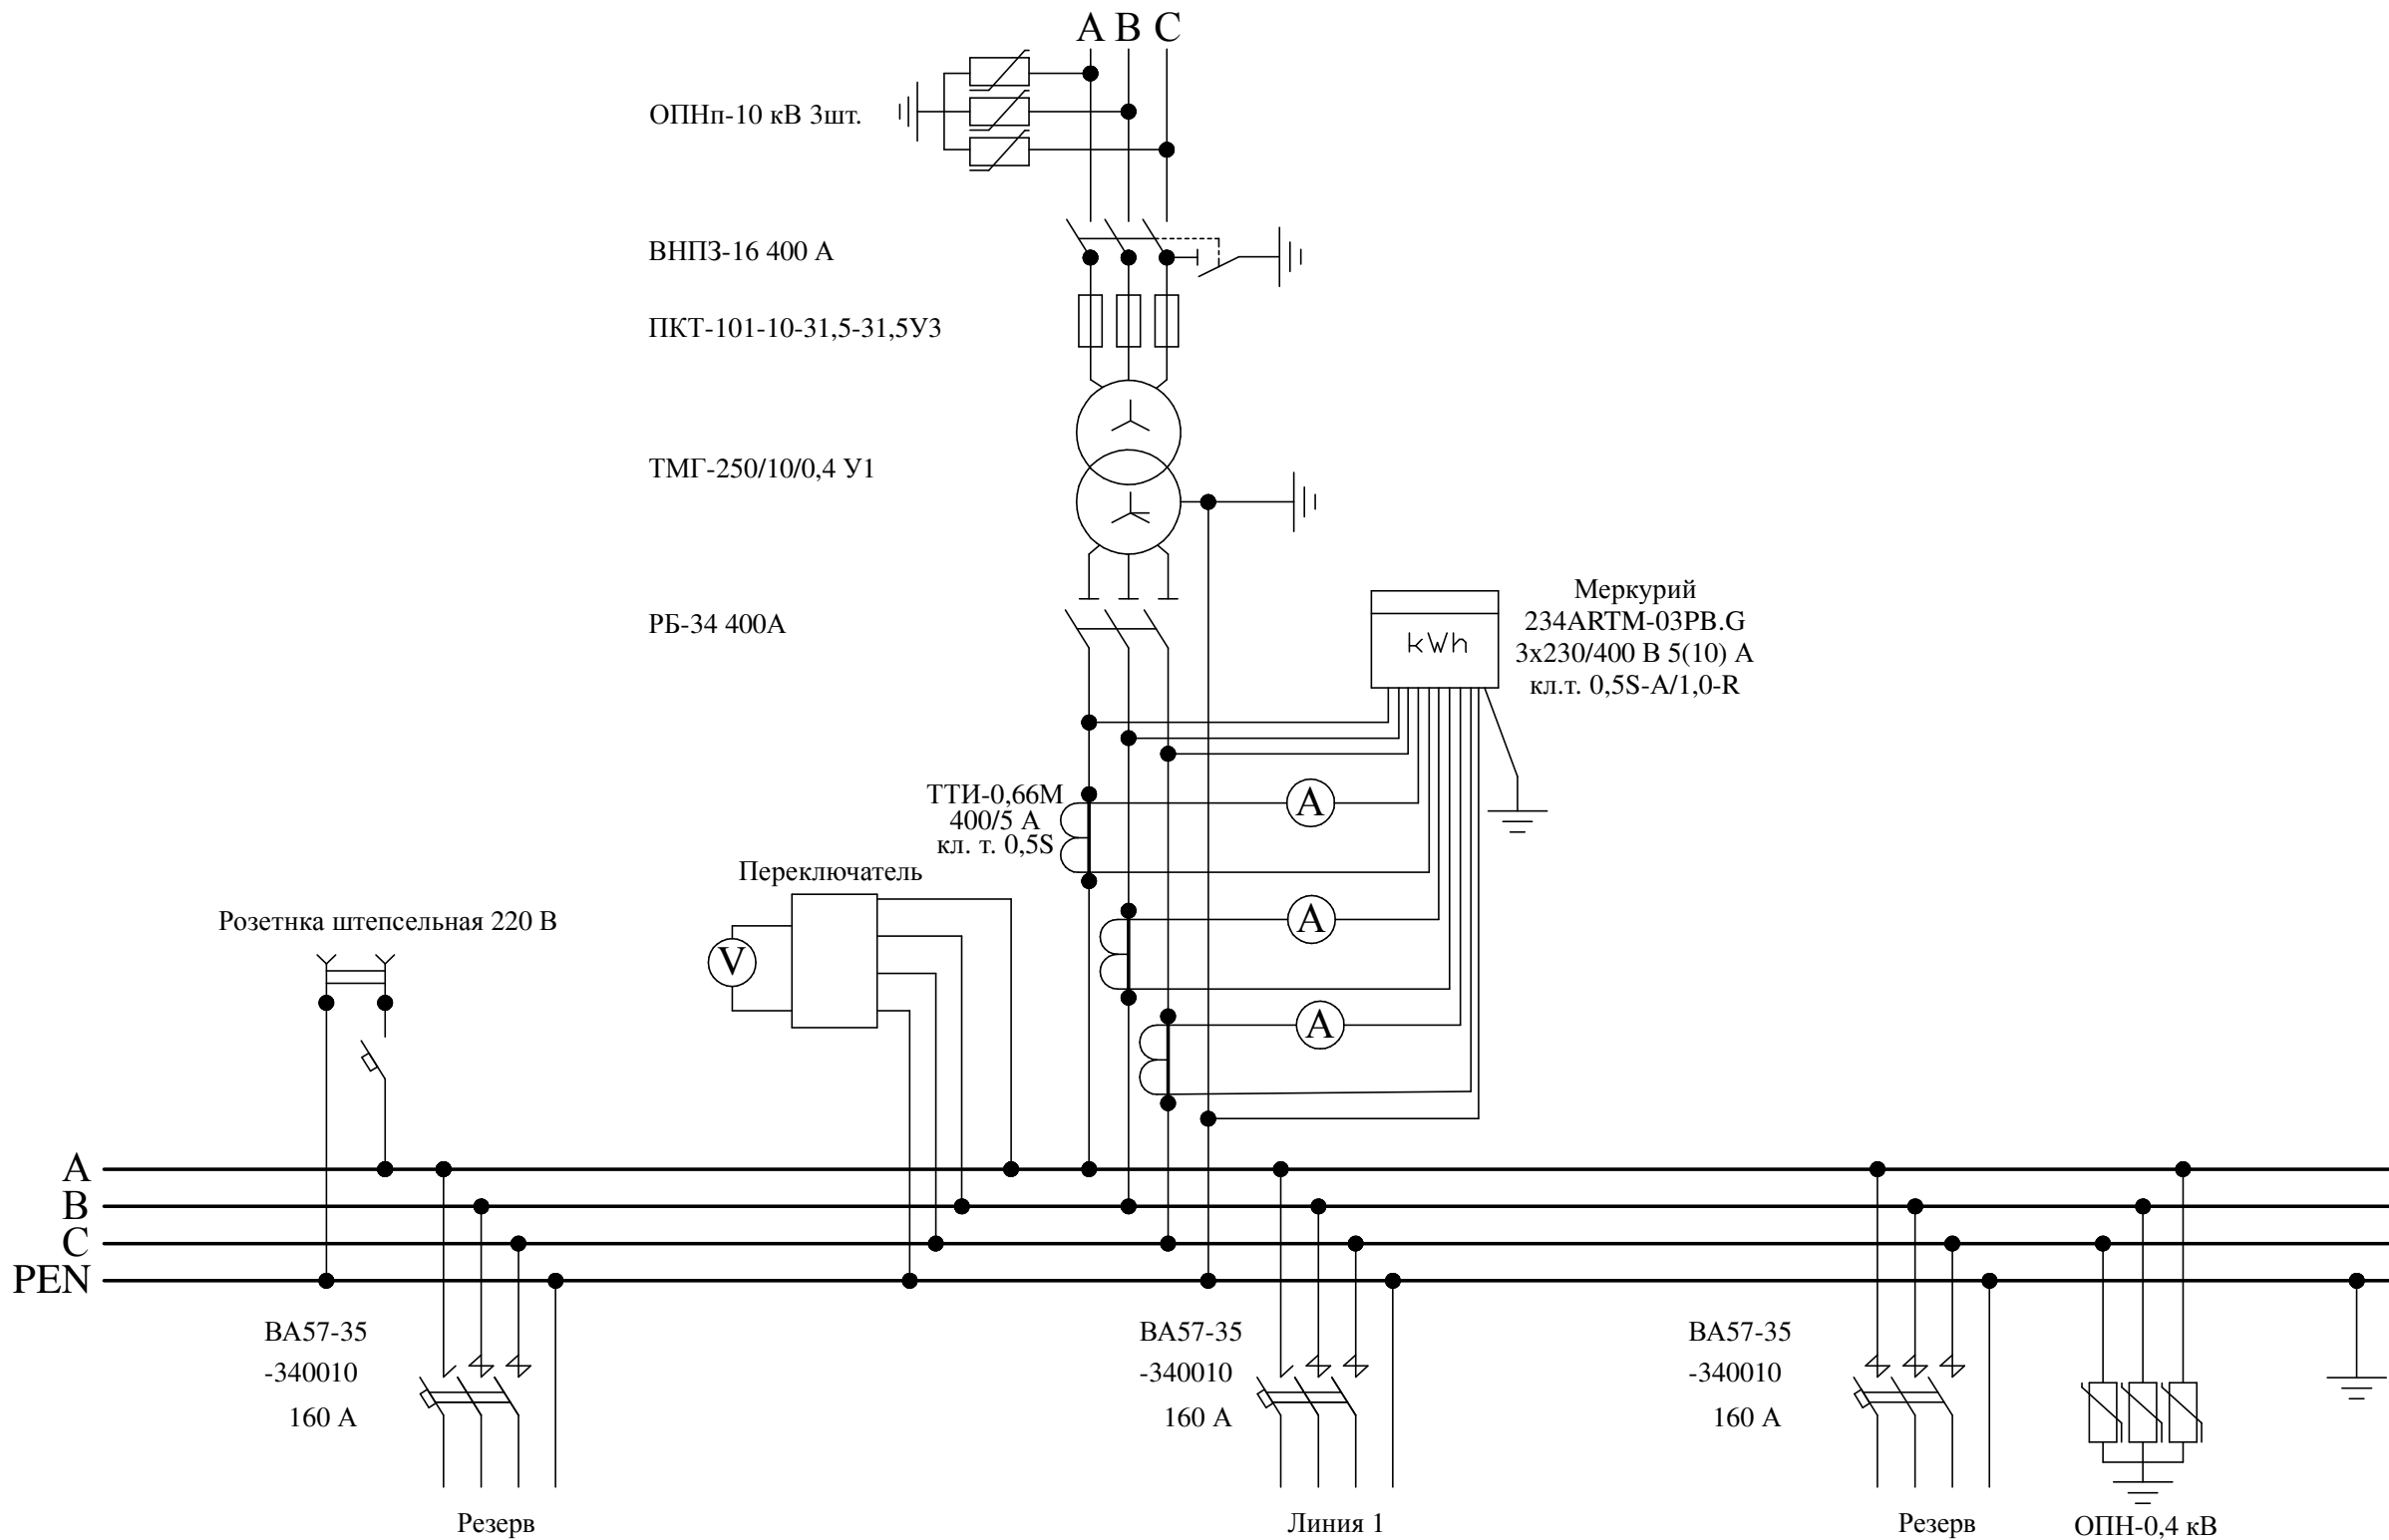 A B C
ОПНп-10 кВ 3шт.
ВНПЗ-16 400 А
ПКТ-101-10-31,5-31,5У3
ТМГ-250/10/0,4 У1
РБ-34 400А
Меркурий
234ARTM-03PB.G
3x230/400 В 5(10) А
кл.т. 0,5S-A/1,0-R
kWh
ТТИ-0,66М
400/5 А
кл. т. 0,5S
A
A
A
Переключатель
V
Розетнка штепсельная 220 В
A
B
C
PEN
ВА57-35
-340010
160 А
Резерв
ВА57-35
-340010
160 А
Линия 1
ВА57-35
-340010
160 А
Резерв
ОПН-0,4 кВ